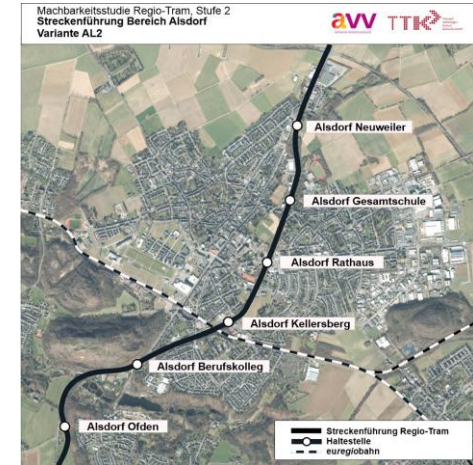 Machbarkeitsstudie Regio-Tram, Stufe 2
Streckenführung Bereich Alsdorf
Variante AL2
avv
TTK
Alsdorf Neuweiler
Alsdorf Gesamtschule
Alsdorf Rathaus
Alsdorf Kellersberg
Alsdorf Berufskolleg
Alsdorf Ofden
Streckenführung Regio-Tram
Haltestelle
euregiobahn